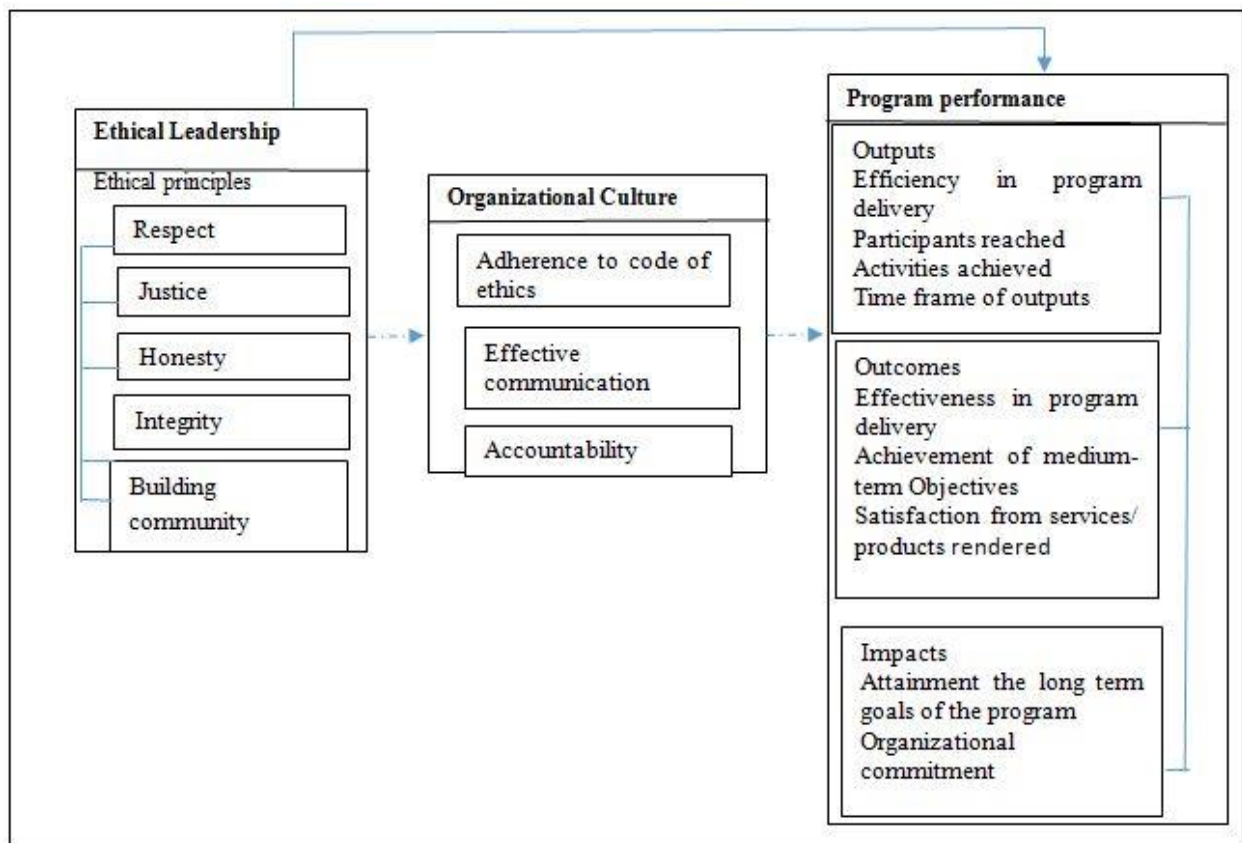 Ethical Leadership
Ethical principles
Respect
Justice
Honesty
Integrity
Building
community
Organizational Culture
Adherence to code of
ethics
Effective
communication
Accountability
Program performance
Outputs
Efficiency in program
delivery
Participants reached
Activities achieved
Time frame of outputs
Outcomes
Effectiveness in program
delivery
Achievement of medium-
term Objectives
Satisfaction from services/
products rendered
Impacts
Attainment the long term
goals of the program
Organizational
commitment